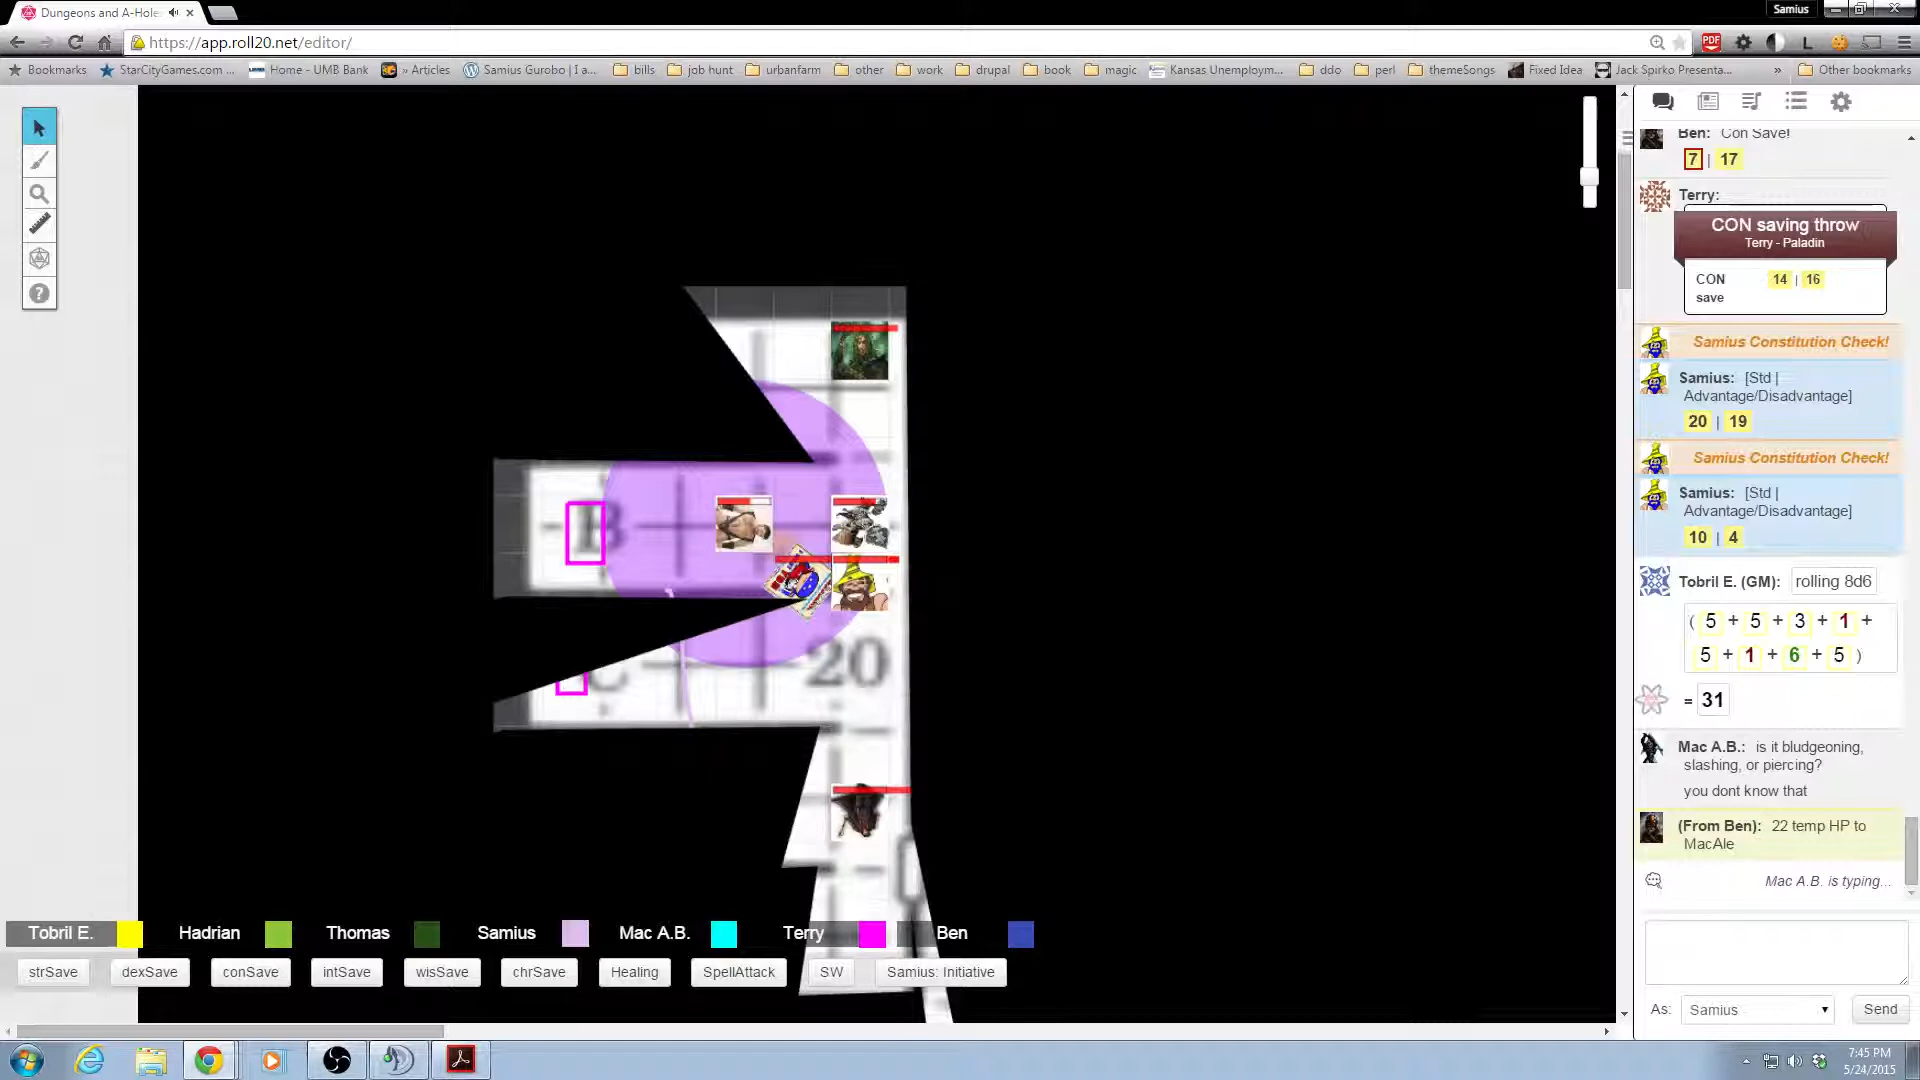 Dungeons and A-Hole
Samius
https://app.roll20.net/editor/
Bookmarks
StarCityGames.com ...
Home - UMB Bank
» Articles
Samius Gurobo | I a...
bills
job hunt
urbanfarm
other
work
drupal
book
magic
Kansas Unemploym...
ddo
perl
themeSongs
Fixed Idea
Jack Spirko Presenta...
»
Other bookmarks
Ben: Con Save!
7 | 17
Terry:
CON saving throw
Terry - Paladin
CON save
14 | 16
Samius Constitution Check!
Samius: [Std |
Advantage/Disadvantage]
20 | 19
Samius Constitution Check!
Samius: [Std |
Advantage/Disadvantage]
10 | 4
Tobril E. (GM): rolling 8d6
( 5 + 5 + 3 + 1 +
5 + 1 + 6 + 5 )
= 31
Mac A.B.: is it bludgeoning,
slashing, or piercing?
you dont know that
(From Ben): 22 temp HP to
MacAle
Mac A.B. is typing...
As: Samius
Send
B
C
20
Tobril E.
Hadrian
Thomas
Samius
Mac A.B.
Terry
Ben
strSave
dexSave
conSave
intSave
wisSave
chrSave
Healing
SpellAttack
SW
Samius: Initiative
7:45 PM
5/24/2015